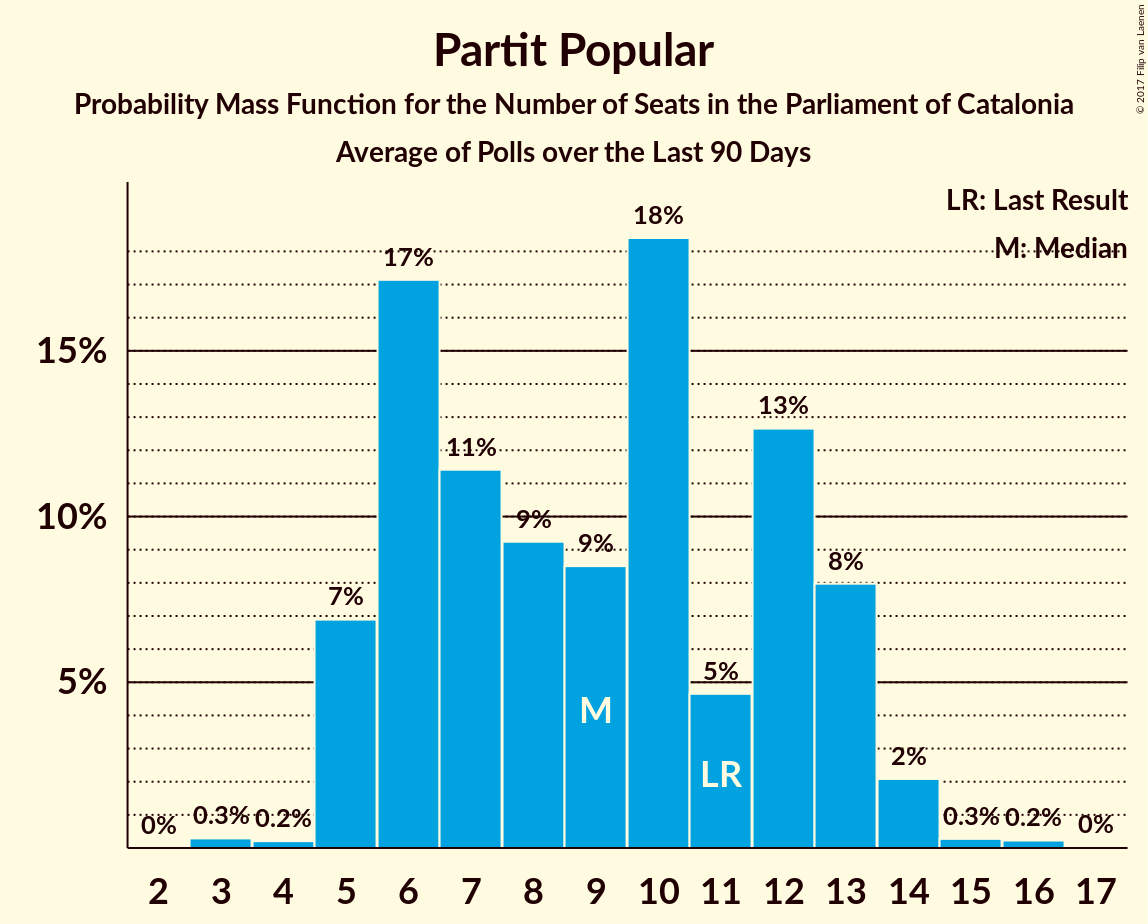 Partit Popular
Probability Mass Function for the Number of Seats in the Parliament of Catalonia
Average of Polls over the Last 90 Days
© 2017 Filip van Laenen
LR: Last Result
M: Median
15%
10%
5%
0%
0.3%
0.2%
7%
17%
11%
9%
9%
18%
5%
13%
8%
2%
0.3%
0.2%
0%
M
LR
2 3 4 5 6 7 8 9 10 11 12 13 14 15 16 17